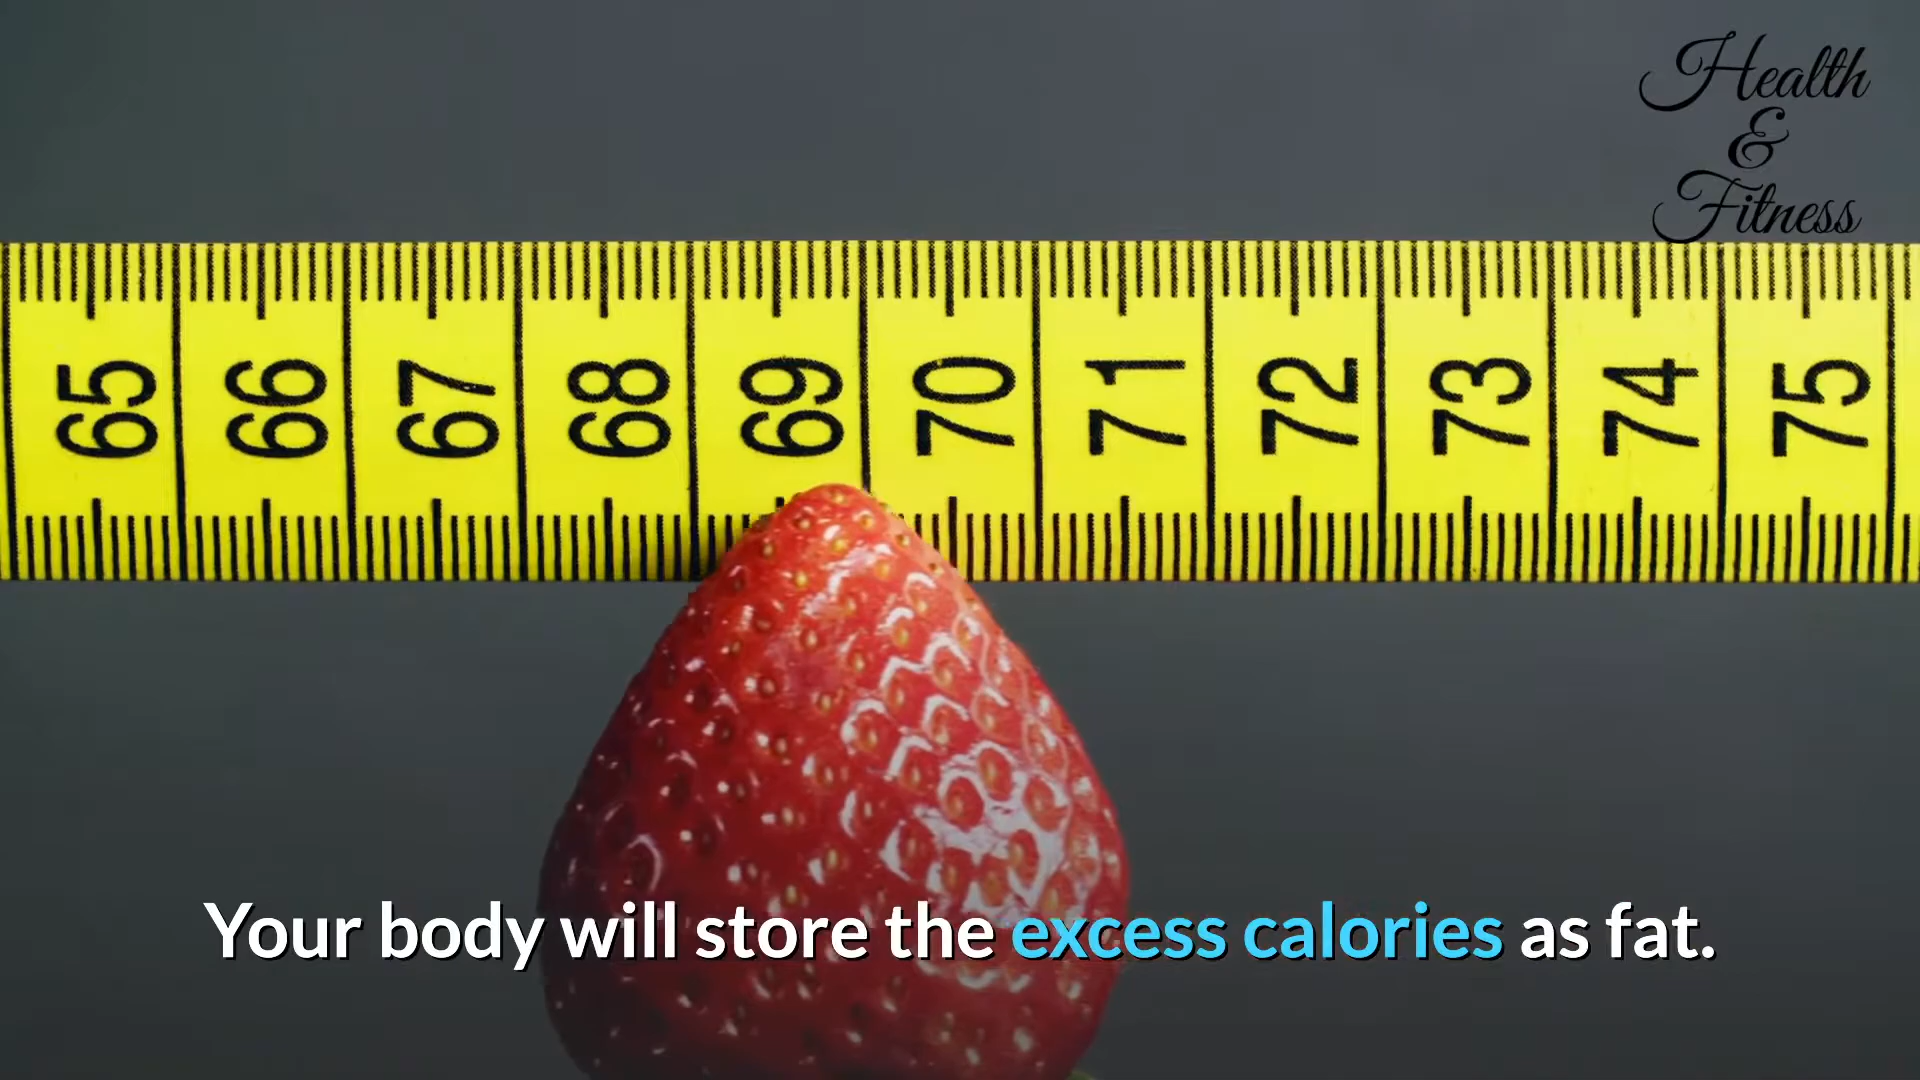 Health
&
Fitness
65 66 67 68 69 70 71 72 73 74 75
Your body will store the excess calories as fat.